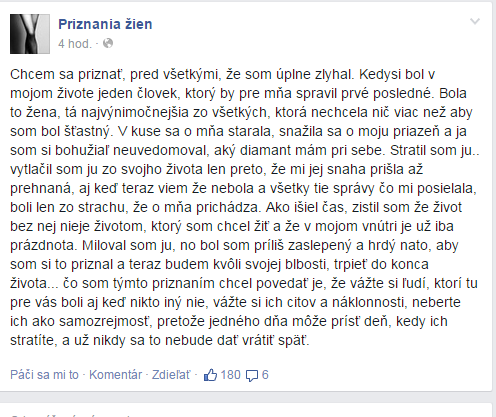 Priznania žien
4 hod. ·
Chcem sa priznať, pred všetkými, že som úplne zlyhal. Kedysi bol v
mojom živote jeden človek, ktorý by pre mňa spravil prvé posledné. Bola
to žena, tá najvýnimočnejšia zo všetkých, ktorá nechcela nič viac než aby
som bol šťastný. V kuse sa o mňa starala, snažila sa o moju priazeň a ja
som si bohužiaľ neuvedomoval, aký diamant mám pri sebe. Stratil som ju..
vytlačil som ju zo svojho života len preto, že mi jej snaha prišla až
prehnaná, aj keď teraz viem že nebola a všetky tie správy čo mi posielala,
boli len zo strachu, že o mňa prichádza. Ako išiel čas, zistil som že život
bez nej nieje životom, ktorý som chcel žiť a že v mojom vnútri je už iba
prázdnota. Miloval som ju, no bol som príliš zaslepený a hrdý nato, aby
som si to priznal a teraz budem kvôli svojej blbosti, trpieť do konca
života... čo som týmto priznaním chcel povedať je, že vážte si ľudí, ktorí tu
pre vás boli aj keď nikto iný nie, vážte si ich citov a náklonnosti, neberte
ich ako samozrejmosť, pretože jedného dňa môže prísť deň, kedy ich
stratíte, a už nikdy sa to nebude dať vrátiť späť.
Páči sa mi to · Komentár · Zdieľať · 180 6